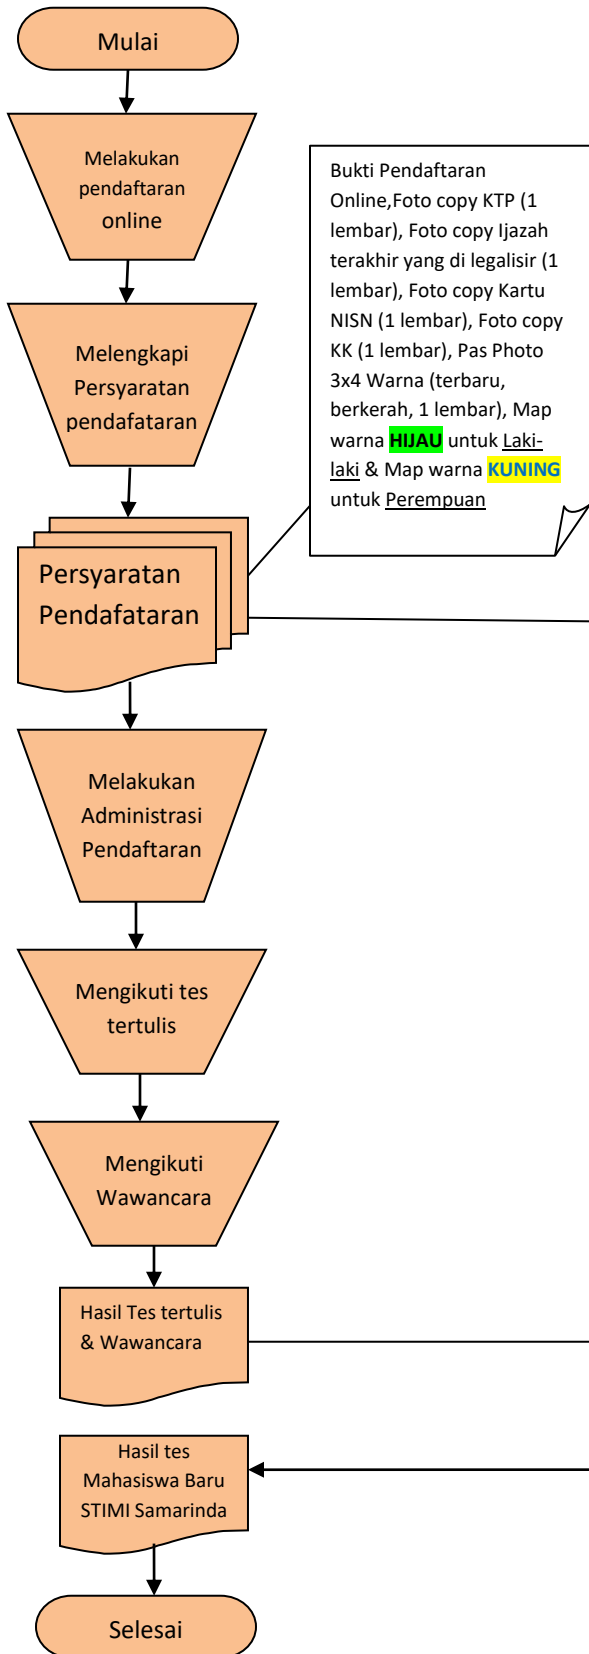 Mulai
Melakukan
pendaftaran
online
Bukti Pendaftaran
Online,Foto copy KTP (1
lembar), Foto copy Ijazah
terakhir yang di legalisir (1
lembar), Foto copy Kartu
NISN (1 lembar), Foto copy
KK (1 lembar), Pas Photo
3x4 Warna (terbaru,
berkerah, 1 lembar), Map
warna HIJAU untuk Laki-
laki & Map warna KUNING
untuk Perempuan
Melengkapi
Persyaratan
pendafataran
Persyaratan
Pendafataran
Melakukan
Administrasi
Pendaftaran
Mengikuti tes
tertulis
Mengikuti
Wawancara
Hasil Tes tertulis
& Wawancara
Hasil tes
Mahasiswa Baru
STIMI Samarinda
Selesai